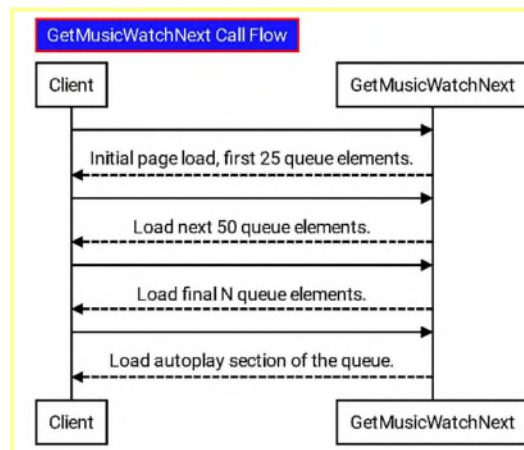 GetMusicWatchNext Call Flow
Client
GetMusicWatchNext
Initial page load, first 25 queue elements.
Load next 50 queue elements.
Load final N queue elements.
Load autoplay section of the queue.
Client
GetMusicWatchNext